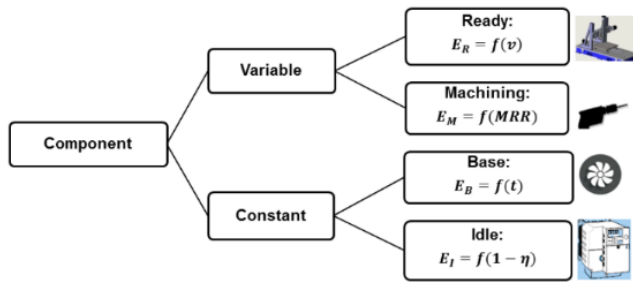 Component
Variable
Ready:
E_R = f(v)
Machining:
E_M = f(MRR)
Constant
Base:
E_B = f(t)
Idle:
E_I = f(1 − η)